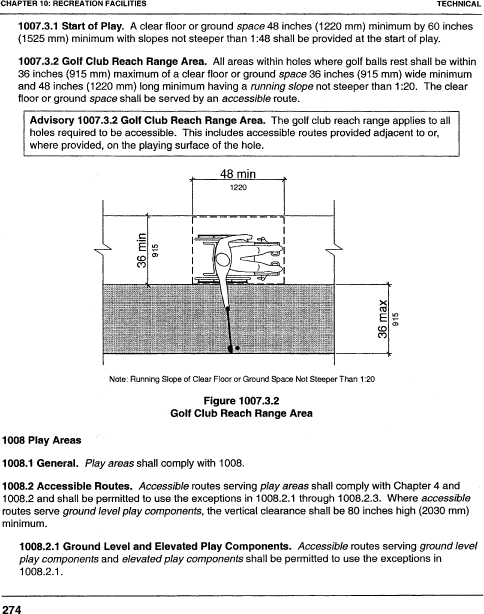 CHAPTER 10: RECREATION FACILITIES
TECHNICAL
1007.3.1 Start of Play. A clear floor or ground space 48 inches (1220 mm) minimum by 60 inches
(1525 mm) minimum with slopes not steeper than 1:48 shall be provided at the start of play.
1007.3.2 Golf Club Reach Range Area. All areas within holes where golf balls rest shall be within
36 inches (915 mm) maximum of a clear floor or ground space 36 inches (915 mm) wide minimum
and 48 inches (1220 mm) long minimum having a running slope not steeper than 1:20. The clear
floor or ground space shall be served by an accessible route.
Advisory 1007.3.2 Golf Club Reach Range Area. The golf club reach range applies to all
holes required to be accessible. This includes accessible routes provided adjacent to or,
where provided, on the playing surface of the hole.
48 min
1220
36 min
915
36 max
915
Note: Running Slope of Clear Floor or Ground Space Not Steeper Than 1:20
Figure 1007.3.2
Golf Club Reach Range Area
1008 Play Areas
1008.1 General. Play areas shall comply with 1008.
1008.2 Accessible Routes. Accessible routes serving play areas shall comply with Chapter 4 and
1008.2 and shall be permitted to use the exceptions in 1008.2.1 through 1008.2.3. Where accessible
routes serve ground level play components, the vertical clearance shall be 80 inches high (2030 mm)
minimum.
1008.2.1 Ground Level and Elevated Play Components. Accessible routes serving ground level
play components and elevated play components shall be permitted to use the exceptions in
1008.2.1.
274